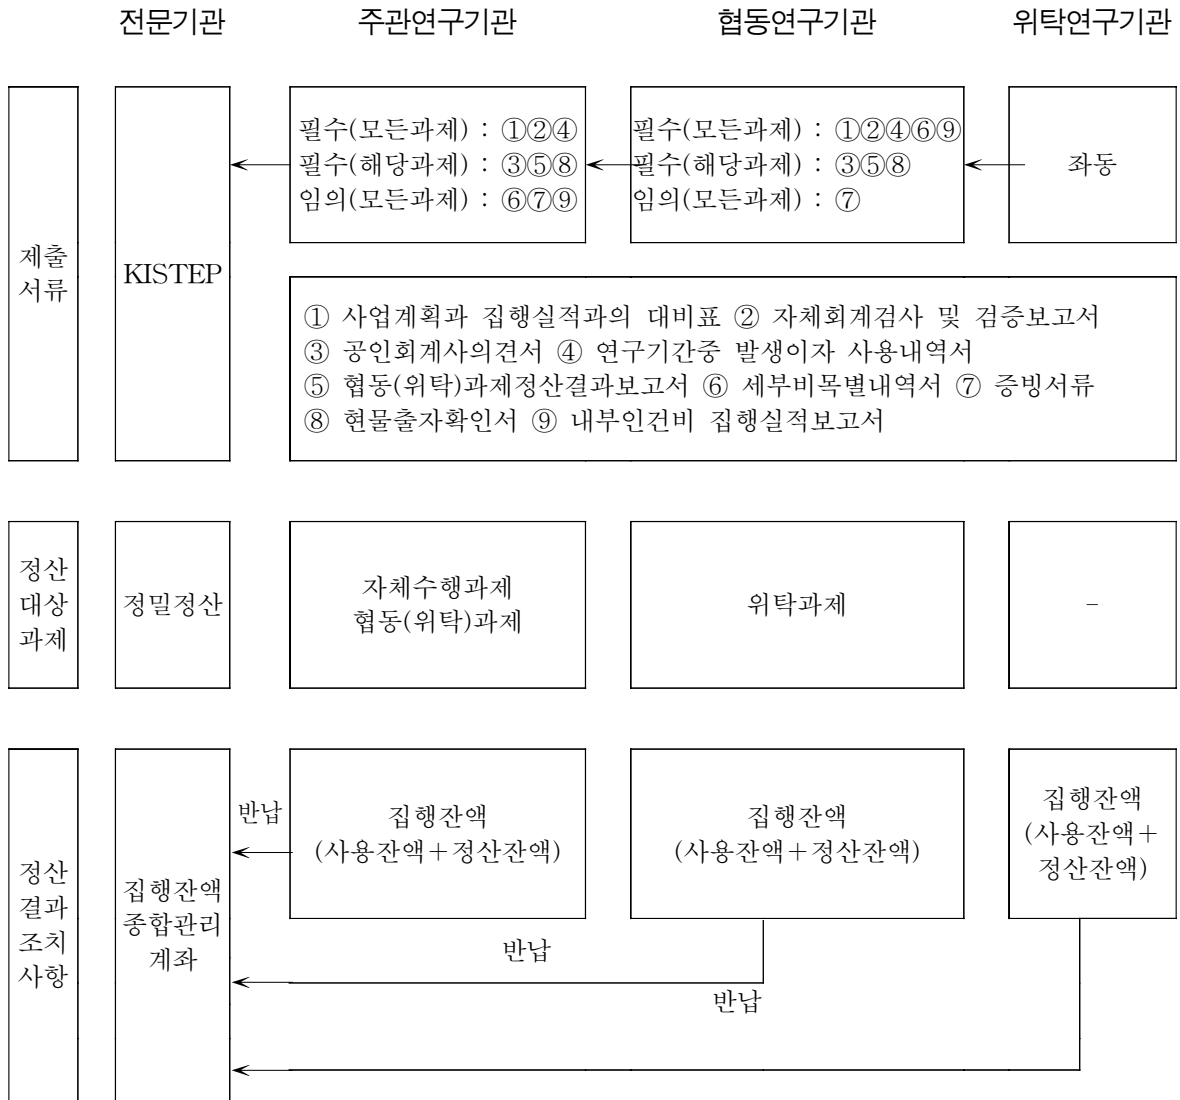 전문기관 주관연구기관 협동연구기관 위탁연구기관
제출
서류
KISTEP
필수(모든과제) : ①②④
필수(해당과제) : ③⑤⑧
임의(모든과제) : ⑥⑦⑨
필수(모든과제) : ①②④⑥⑨
필수(해당과제) : ③⑤⑧
임의(모든과제) : ⑦
좌동
① 사업계획과 집행실적과의 대비표 ② 자체회계검사 및 검증보고서
③ 공인회계사의견서 ④ 연구기간중 발생이자 사용내역서
⑤ 협동(위탁)과제정산결과보고서 ⑥ 세부비목별내역서 ⑦ 증빙서류
⑧ 현물출자확인서 ⑨ 내부인건비 집행실적보고서
정산
대상
과제
정밀정산
자체수행과제
협동(위탁)과제
위탁과제
-
정산
결과
조치
사항
집행잔액
종합관리
계좌
반납
집행잔액
(사용잔액+정산잔액)
집행잔액
(사용잔액+정산잔액)
집행잔액
(사용잔액+
정산잔액)
반납
반납